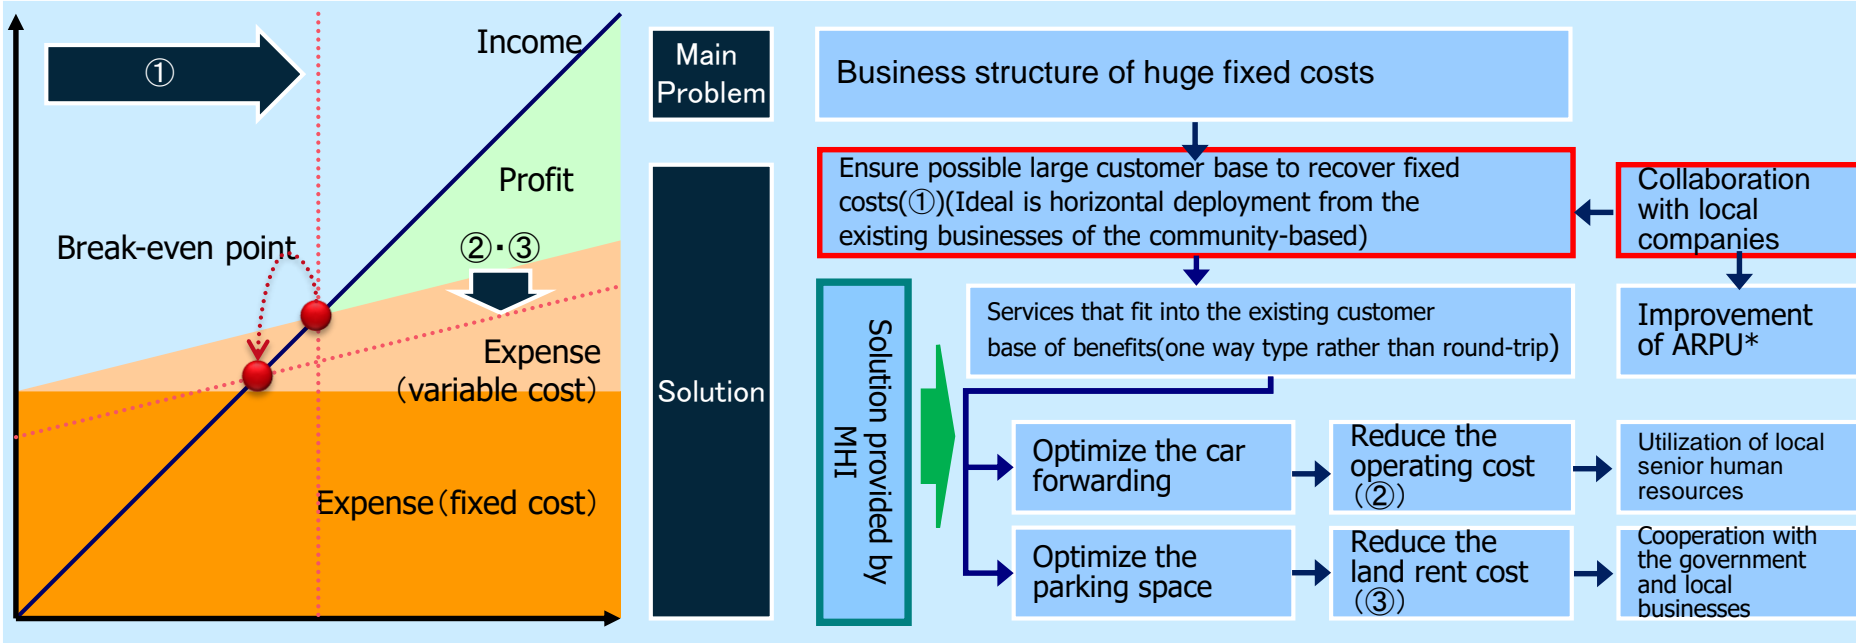 ①
Income
Profit
Break-even point
②・③
Expense
(variable cost)
Expense(fixed cost)
Main
Problem
Solution
Business structure of huge fixed costs
Ensure possible large customer base to recover fixed
costs(①)(Ideal is horizontal deployment from the
existing businesses of the community-based)
Collaboration
with local
companies
Solution provided by
MHI
Services that fit into the existing customer
base of benefits(one way type rather than round-trip)
Improvement
of ARPU*
Optimize the car
forwarding
Reduce the
operating cost
(②)
Utilization of local
senior human
resources
Optimize the
parking space
Reduce the
land rent cost
(③)
Cooperation with
the government
and local
businesses